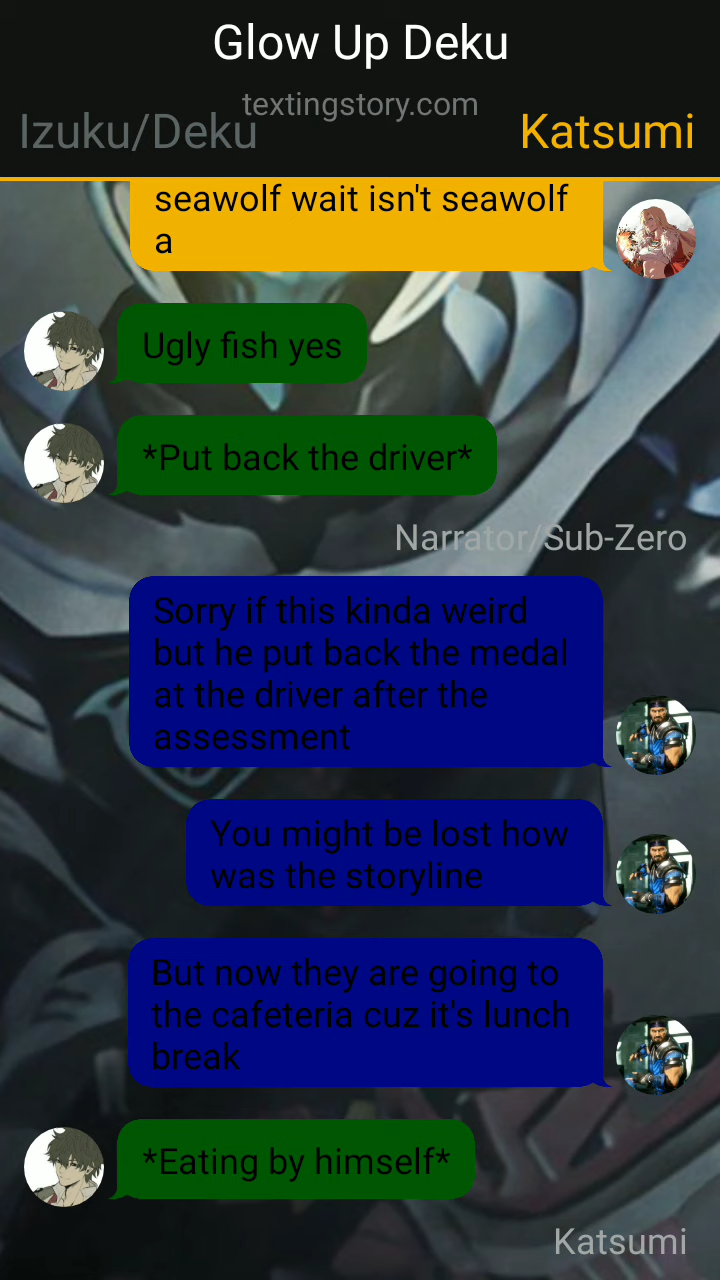 Glow Up Deku
textingstory.com
Izuku/Deku
Katsumi
seawolf wait isn't seawolf
a
Ugly fish yes
*Put back the driver*
Narrator/Sub-Zero
Sorry if this kinda weird
but he put back the medal
at the driver after the
assessment
You might be lost how
was the storyline
But now they are going to
the cafeteria cuz it's lunch
break
*Eating by himself*
Katsumi